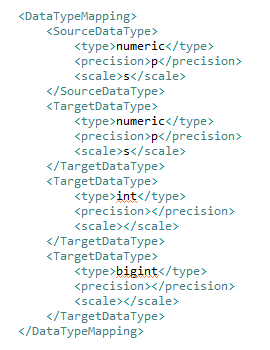 <DataTypeMapping>
<SourceDataType>
<type>numeric</type>
<precision>p</precision>
<scale>s</scale>
</SourceDataType>
<TargetDataType>
<type>numeric</type>
<precision>p</precision>
<scale>s</scale>
</TargetDataType>
<TargetDataType>
<type>int</type>
<precision></precision>
<scale></scale>
</TargetDataType>
<TargetDataType>
<type>bigint</type>
<precision></precision>
<scale></scale>
</TargetDataType>
</DataTypeMapping>